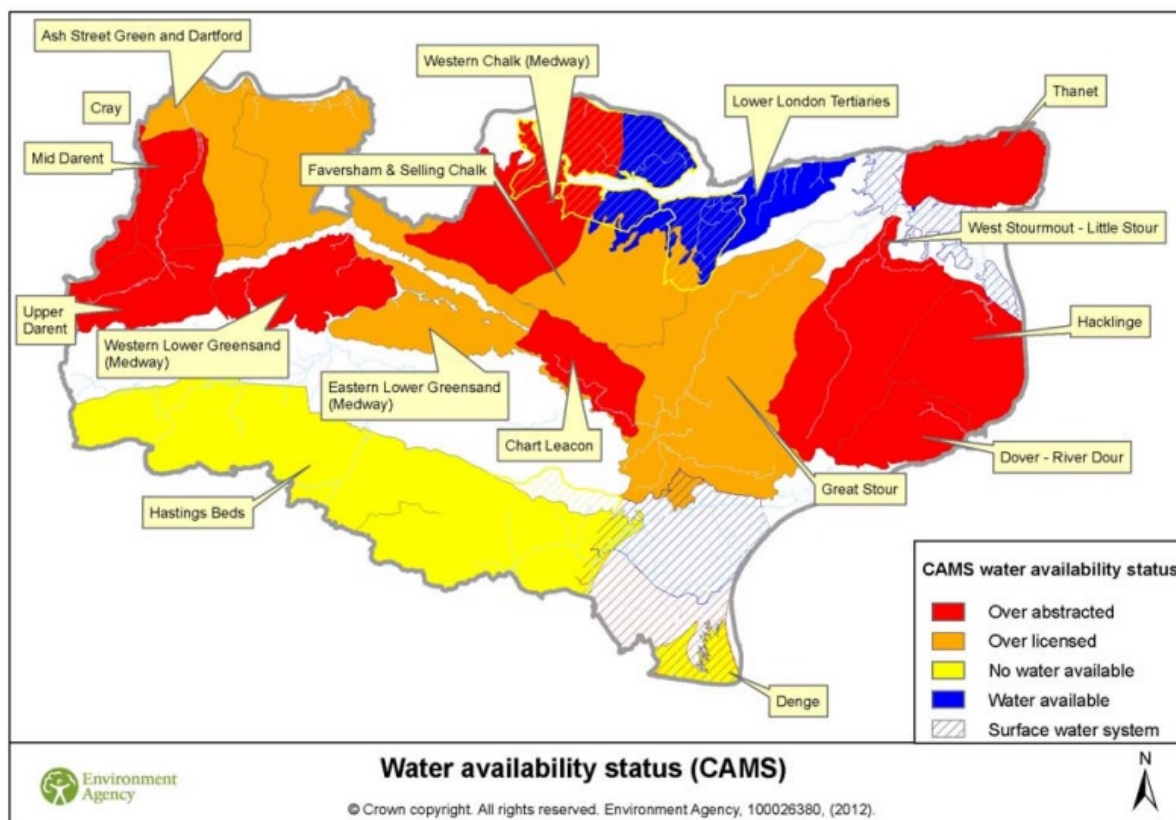 Ash Street Green and Dartford
Western Chalk (Medway)
Cray
Lower London Tertiaries
Thanet
Mid Darent
Faversham & Selling Chalk
West Stourmout - Little Stour
Upper
Darent
Western Lower Greensand
(Medway)
Hacklinge
Eastern Lower Greensand
(Medway)
Chart Leacon
Dover - River Dour
Great Stour
Hastings Beds
Denge
CAMS water availability status
Over abstracted
Over licensed
No water available
Water available
Surface water system
Environment
Agency
Water availability status (CAMS)
© Crown copyright. All rights reserved. Environment Agency, 100026380, (2012).
N